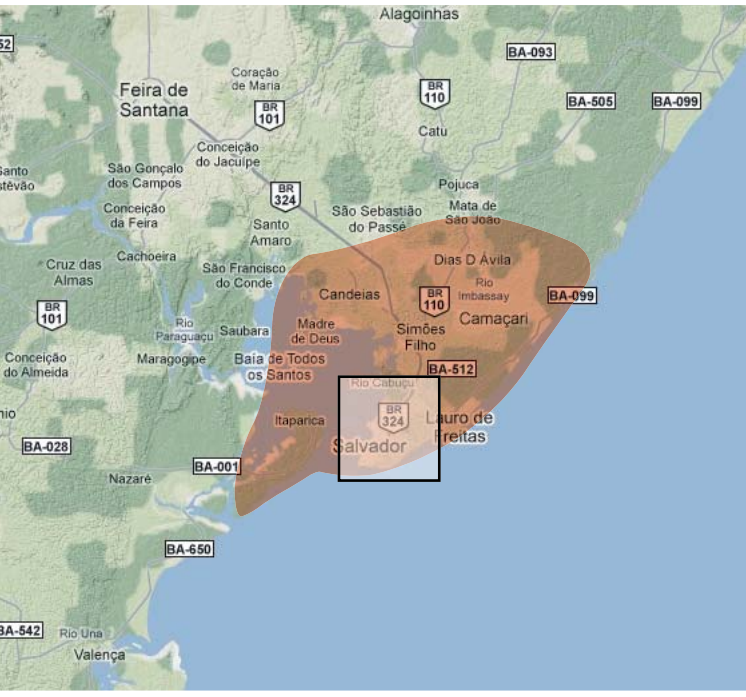 Alagoinhas
52
BA-093
Coração
de Maria
Feira de
Santana
BR
110
BR
101
BA-505
BA-099
Catu
Conceição
do Jacuípe
São Gonçalo
dos Campos
anto
stêvão
BR
324
Pojuca
Mata de
São João
Conceição
da Feira
São Sebastião
do Passé
Santo
Amaro
Cachoeira
Cruz das
Almas
São Francisco
do Conde
Dias D Ávila
Rio
Imbassay
BR
110
Candeias
BA-099
BR
101
Rio
Paraguaçu
Saubara
Madre
de Deus
Camaçari
Simões
Filho
Conceição
do Almeida
Maragogipe
Baía de Todos
os Santos
BA-512
Rio Cabuçu
nio
BR
324
Itaparica
Lauro de
Freitas
Salvador
BA-028
BA-001
Nazaré
BA-650
BA-542
Rio Una
Valença